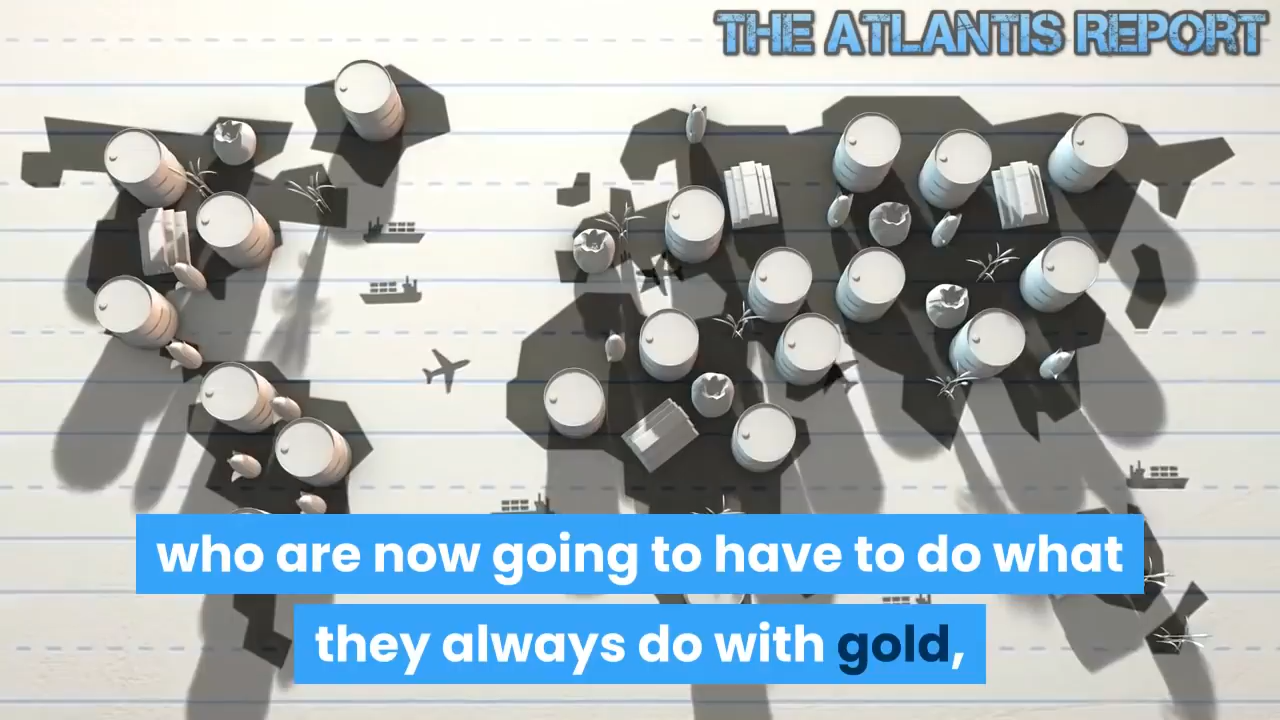 THE ATLANTIS REPORT
who are now going to have to do what
they always do with gold,